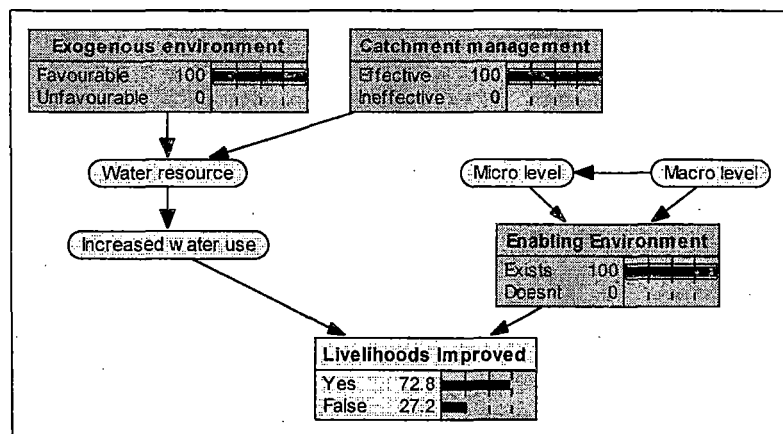 Exogenous environment
Favourable 100
Unfavourable 0
Catchment management
Effective 100
Ineffective 0
Water resource
Micro level
Macro level
Increased water use
Enabling Environment
Exists 100
Doesnt 0
Livelihoods Improved
Yes 72.8
False 27.2